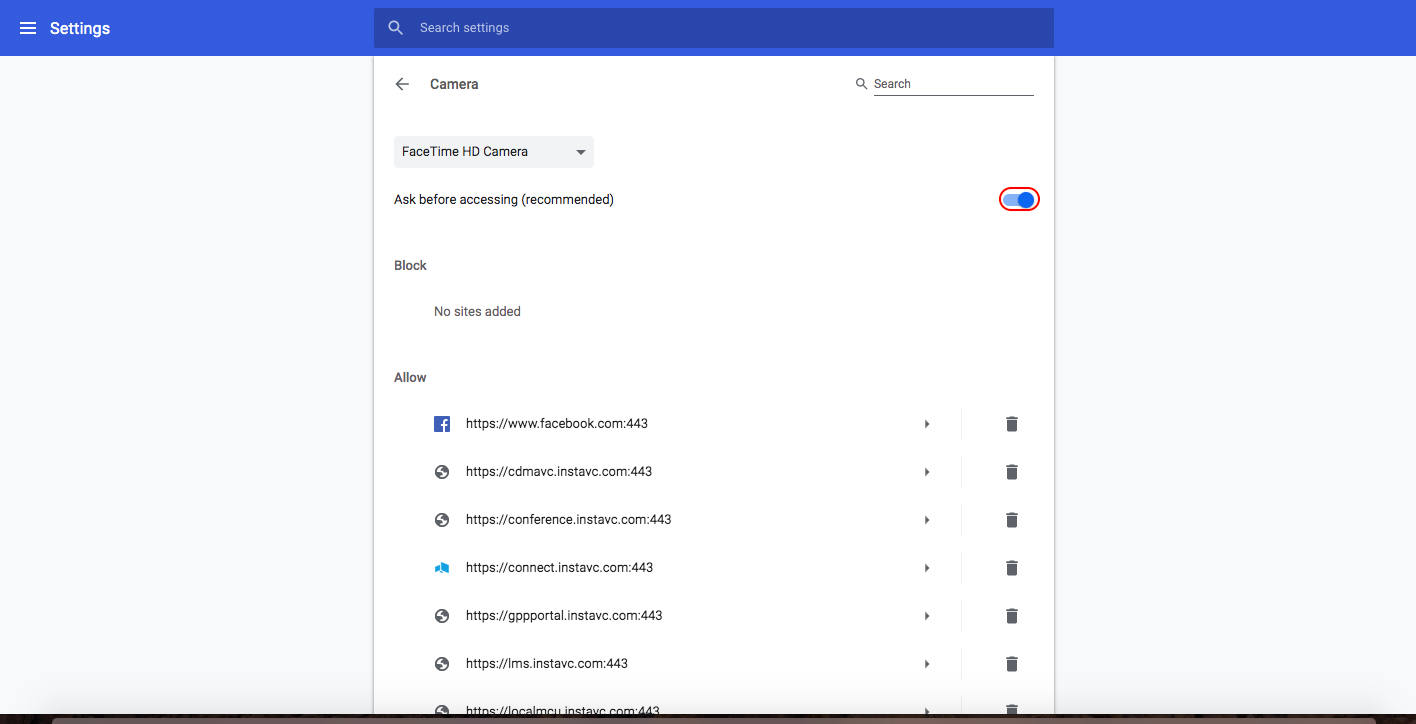 Settings
Search settings
Camera
Search
FaceTime HD Camera
Ask before accessing (recommended)
Block
No sites added
Allow
https://www.facebook.com:443
https://cdmavc.instavc.com:443
https://conference.instavc.com:443
https://connect.instavc.com:443
https://gppportal.instavc.com:443
https://lms.instavc.com:443
https://localmcu.instavc.com:443